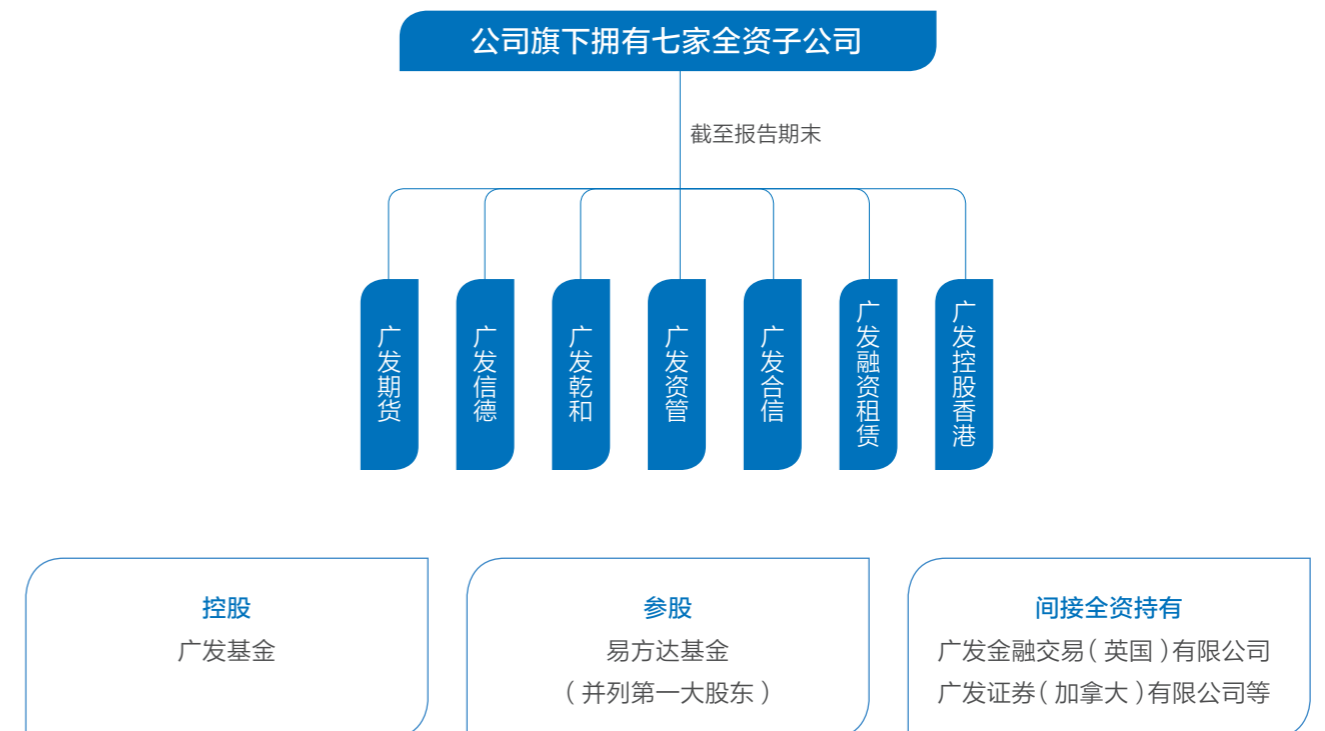 公司旗下拥有七家全资子公司
截至报告期末
广发期货
广发信德
广发乾和
广发资管
广发合信
广发融资租赁
广发控股香港
控股
广发基金
参股
易方达基金
（并列第一大股东）
间接全资持有
广发金融交易（英国）有限公司
广发证券（加拿大）有限公司等